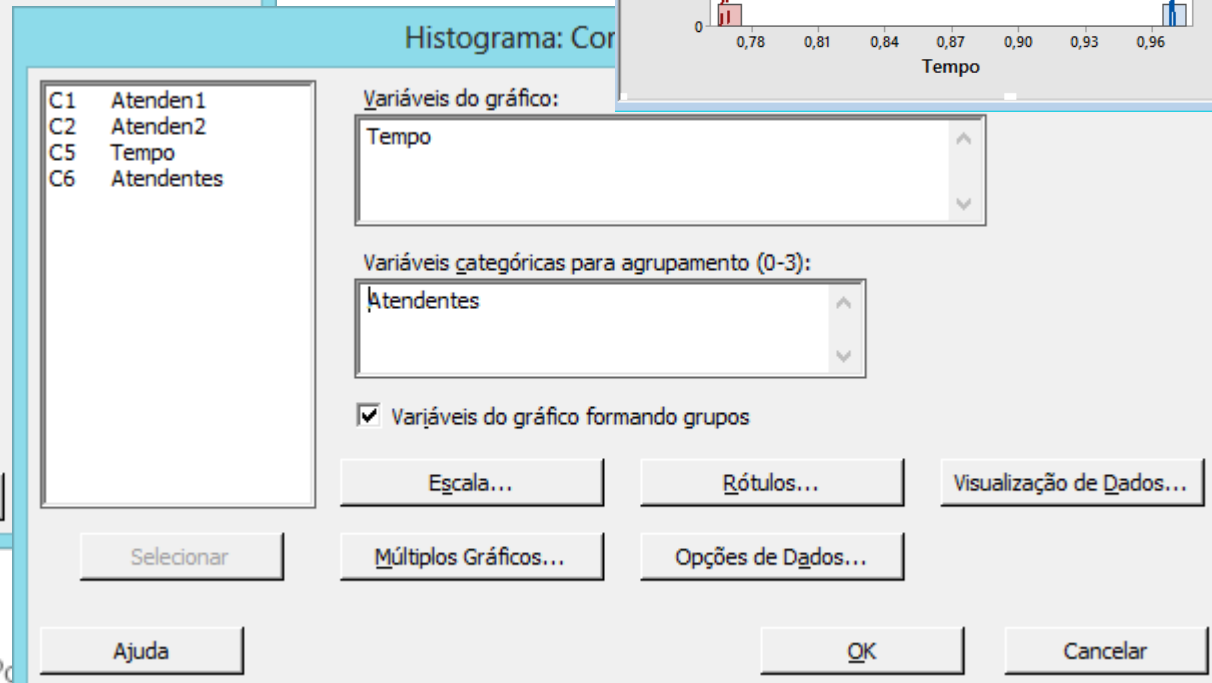 Histograma: Cor
0
0,78 0,81 0,84 0,87 0,90 0,93 0,96
Tempo
C1 Atenden1
C2 Atenden2
C5 Tempo
C6 Atendentes
Variáveis do gráfico:
Tempo
Variáveis categóricas para agrupamento (0-3):
Atendentes
Variáveis do gráfico formando grupos
Escala...
Rótulos...
Visualização de Dados...
Selecionar
Múltiplos Gráficos...
Opções de Dados...
Ajuda
OK
Cancelar